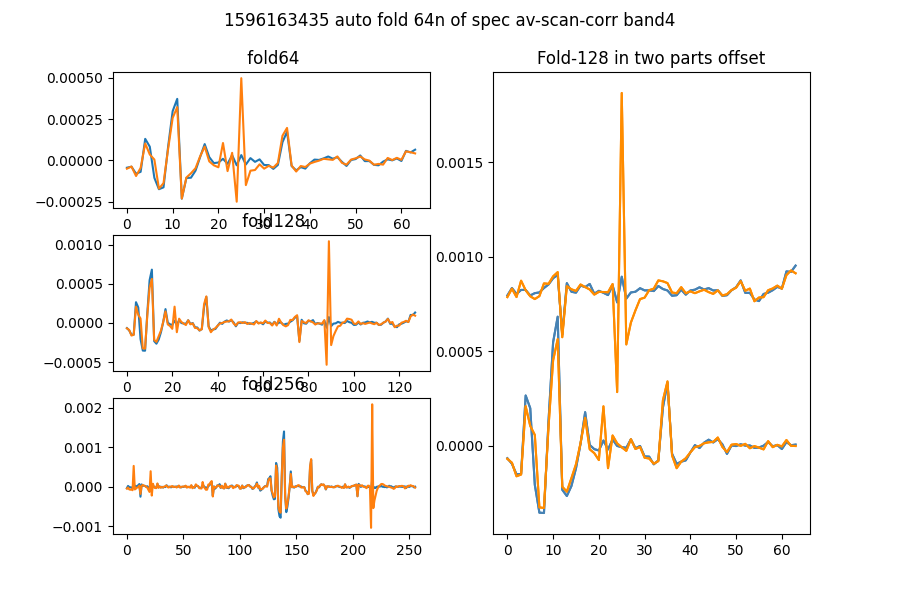 1596163435 auto fold 64n of spec av-scan-corr band4
fold64
0.00050
0.00025
0.00000
−0.00025
0 10 20 30 40 50 60
fold128
0.0010
0.0005
0.0000
−0.0005
0 20 40 60 80 100 120
fold256
0.002
0.001
0.000
−0.001
0 50 100 150 200 250
Fold-128 in two parts offset
0.0015
0.0010
0.0005
0.0000
0 10 20 30 40 50 60